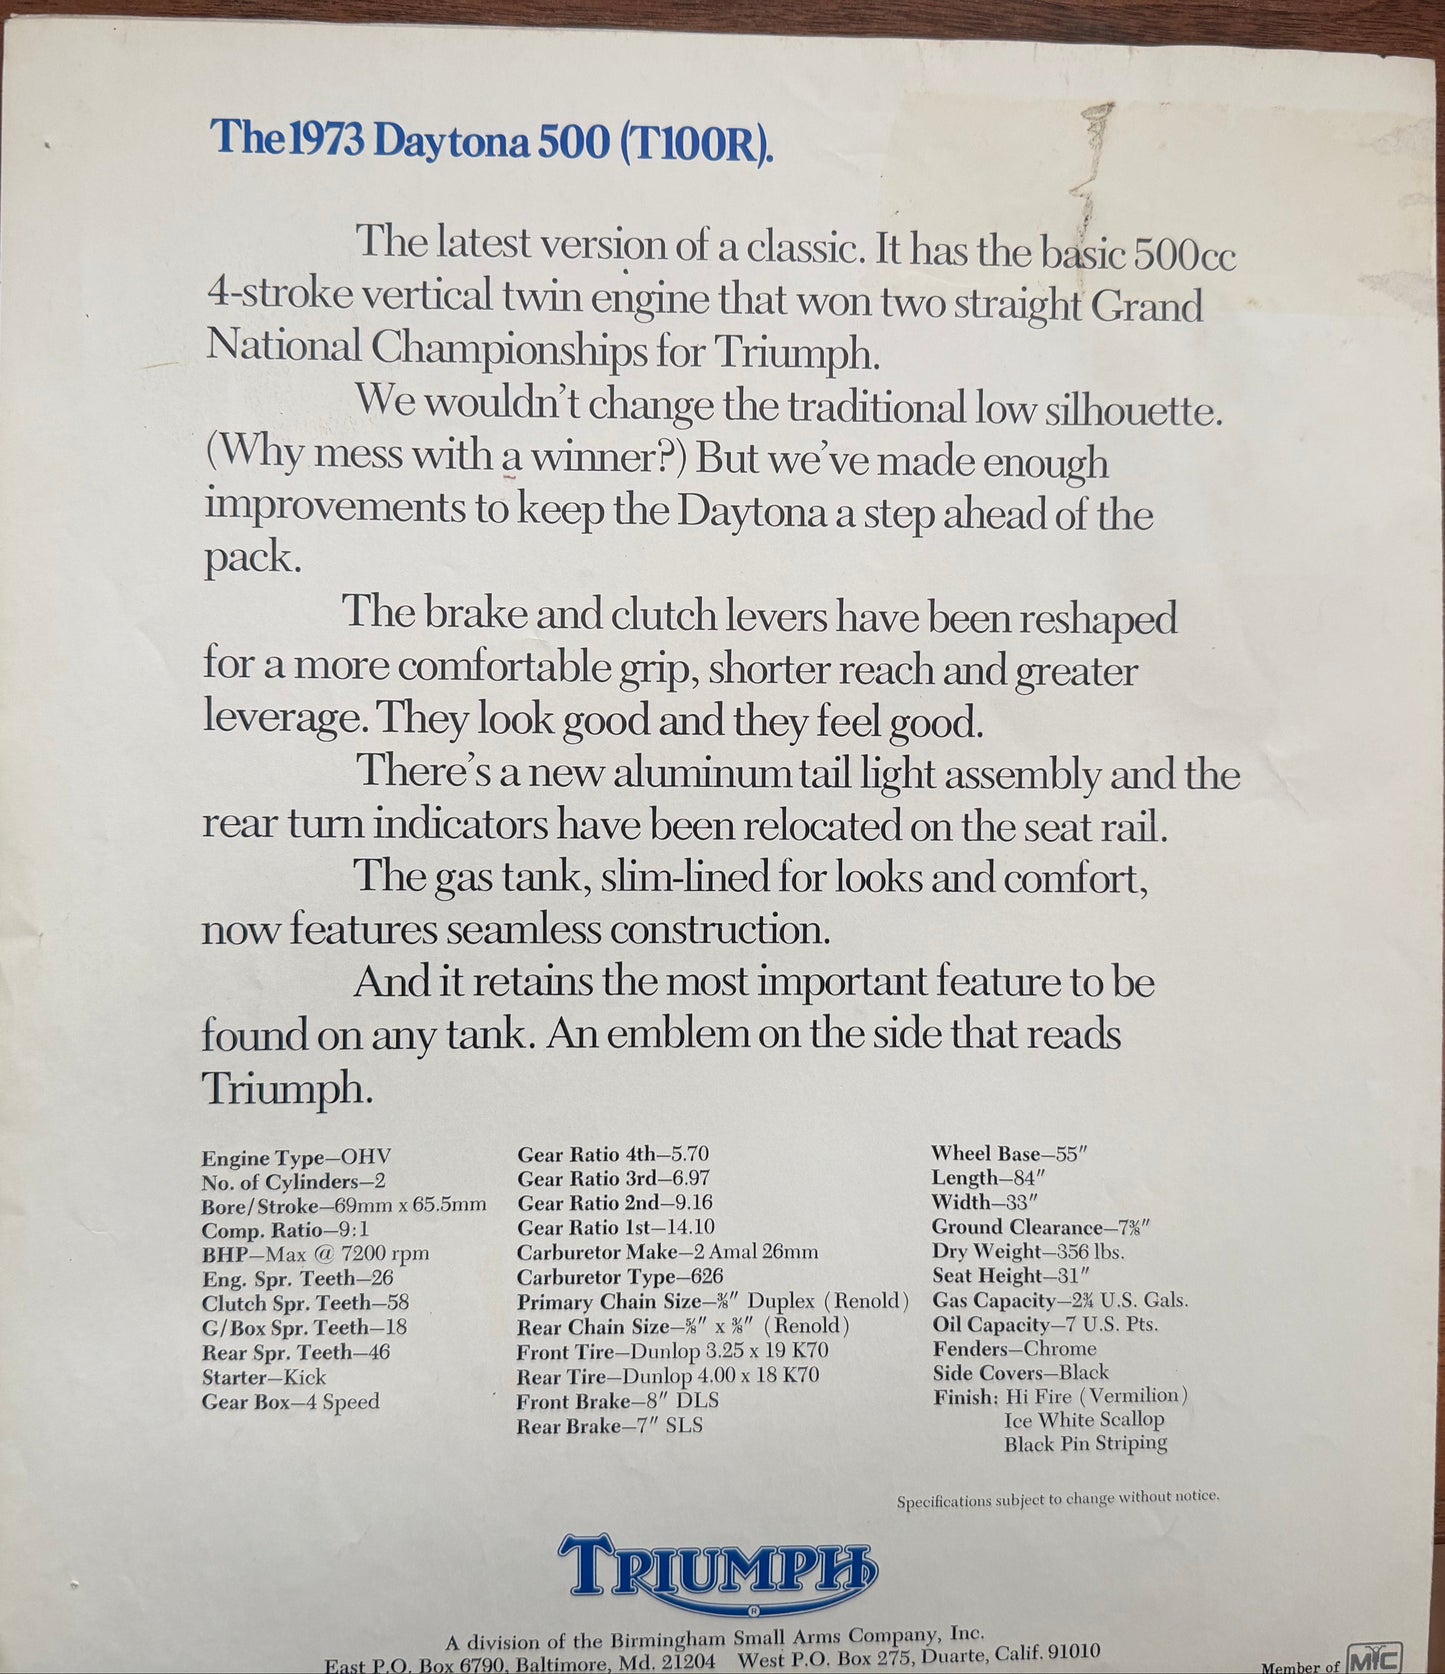 The 1973 Daytona 500 (T100R).
The latest version of a classic. It has the basic 500cc
4-stroke vertical twin engine that won two straight Grand
National Championships for Triumph.
We wouldn't change the traditional low silhouette.
(Why mess with a winner?) But we've made enough
improvements to keep the Daytona a step ahead of the
pack.
The brake and clutch levers have been reshaped
for a more comfortable grip, shorter reach and greater
leverage. They look good and they feel good.
There's a new aluminum tail light assembly and the
rear turn indicators have been relocated on the seat rail.
The gas tank, slim-lined for looks and comfort,
now features seamless construction.
And it retains the most important feature to be
found on any tank. An emblem on the side that reads
Triumph.
Engine Type—OHV
No. of Cylinders—2
Bore/Stroke—69mm x 65.5mm
Comp. Ratio—9:1
BHP—Max @ 7200 rpm
Eng. Spr. Teeth—26
Clutch Spr. Teeth—58
G/Box Spr. Teeth—18
Rear Spr. Teeth—46
Starter—Kick
Gear Box—4 Speed
Gear Ratio 4th—5.70
Gear Ratio 3rd—6.97
Gear Ratio 2nd—9.16
Gear Ratio 1st—14.10
Carburetor Make—2 Amal 26mm
Carburetor Type—626
Primary Chain Size—⅜″ Duplex (Renold)
Rear Chain Size—⅝″ x ⅜″ (Renold)
Front Tire—Dunlop 3.25 x 19 K70
Rear Tire—Dunlop 4.00 x 18 K70
Front Brake—8″ DLS
Rear Brake—7″ SLS
Wheel Base—55″
Length—84″
Width—33″
Ground Clearance—
Dry Weight—356 lbs.
Seat Height—31″
Gas Capacity—2¾ U.S. Gals.
Oil Capacity—7 U.S. Pts.
Fenders—Chrome
Side Covers—Black
Finish: Hi Fire (Vermilion)
Ice White Scallop
Black Pin Striping
Specifications subject to change without notice.
TRIUMPH
®
A division of the Birmingham Small Arms Company, Inc.
East P.O. Box 6790, Baltimore, Md. 21204 West P.O. Box 275, Duarte, Calif. 91010
Member of MIC